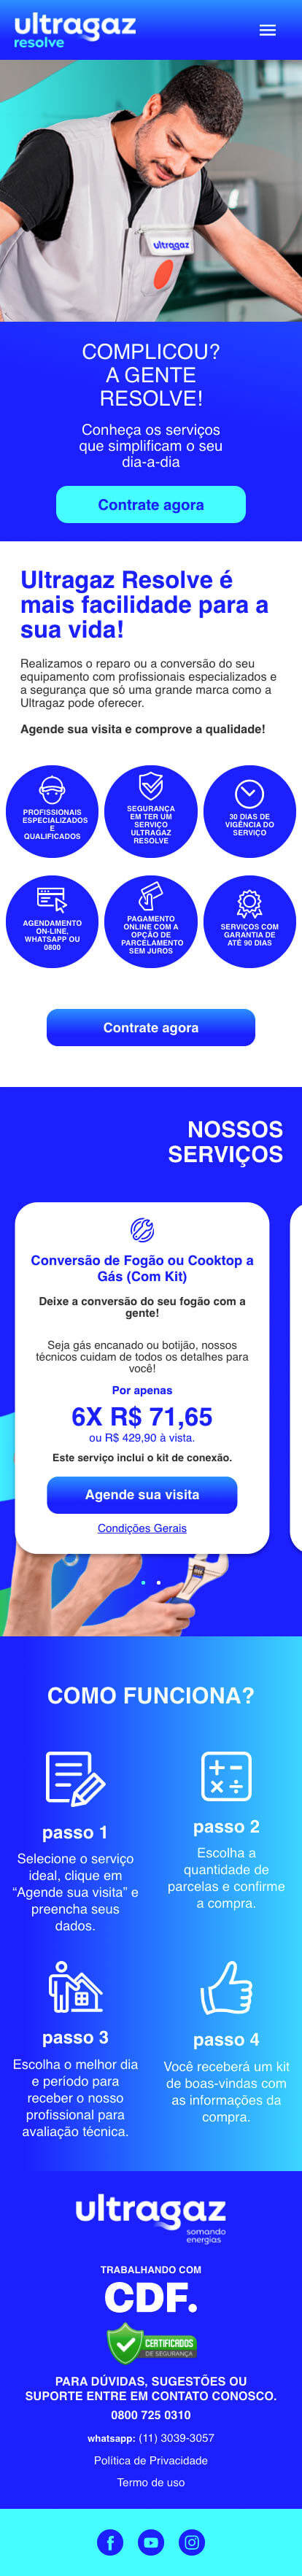 ultragaz
resolve
ultragaz
COMPLICOU?
A GENTE
RESOLVE!
Conheça os serviços
que simplificam o seu
dia-a-dia
Contrate agora
Ultragaz Resolve é
mais facilidade para a
sua vida!
Realizamos o reparo ou a conversão do seu
equipamento com profissionais especializados e
a segurança que só uma grande marca como a
Ultragaz pode oferecer.
Agende sua visita e comprove a qualidade!
PROFISSIONAIS
ESPECIALIZADOS
E
QUALIFICADOS
SEGURANÇA
EM TER UM
SERVIÇO
ULTRAGAZ
RESOLVE
30 DIAS DE
VIGÊNCIA DO
SERVIÇO
AGENDAMENTO
ON-LINE,
WHATSAPP OU
0800
PAGAMENTO
ONLINE COM A
OPÇÃO DE
PARCELAMENTO
SEM JUROS
SERVIÇOS COM
GARANTIA DE
ATÉ 90 DIAS
Contrate agora
NOSSOS
SERVIÇOS
Conversão de Fogão ou Cooktop a
Gás (Com Kit)
Deixe a conversão do seu fogão com a
gente!
Seja gás encanado ou botijão, nossos
técnicos cuidam de todos os detalhes para
você!
Por apenas
6X R$ 71,65
ou R$ 429,90 à vista.
Este serviço inclui o kit de conexão.
Agende sua visita
Condições Gerais
COMO FUNCIONA?
passo 1
Selecione o serviço
ideal, clique em
“Agende sua visita” e
preencha seus
dados.
passo 2
Escolha a
quantidade de
parcelas e confirme
a compra.
passo 3
Escolha o melhor dia
e período para
receber o nosso
profissional para
avaliação técnica.
passo 4
Você receberá um kit
de boas-vindas com
as informações da
compra.
ultragaz
somando
energias
TRABALHANDO COM
CDF.
CERTIFICADOS
DE SEGURANÇA
PARA DÚVIDAS, SUGESTÕES OU
SUPORTE ENTRE EM CONTATO CONOSCO.
0800 725 0310
whatsapp: (11) 3039-3057
Política de Privacidade
Termo de uso